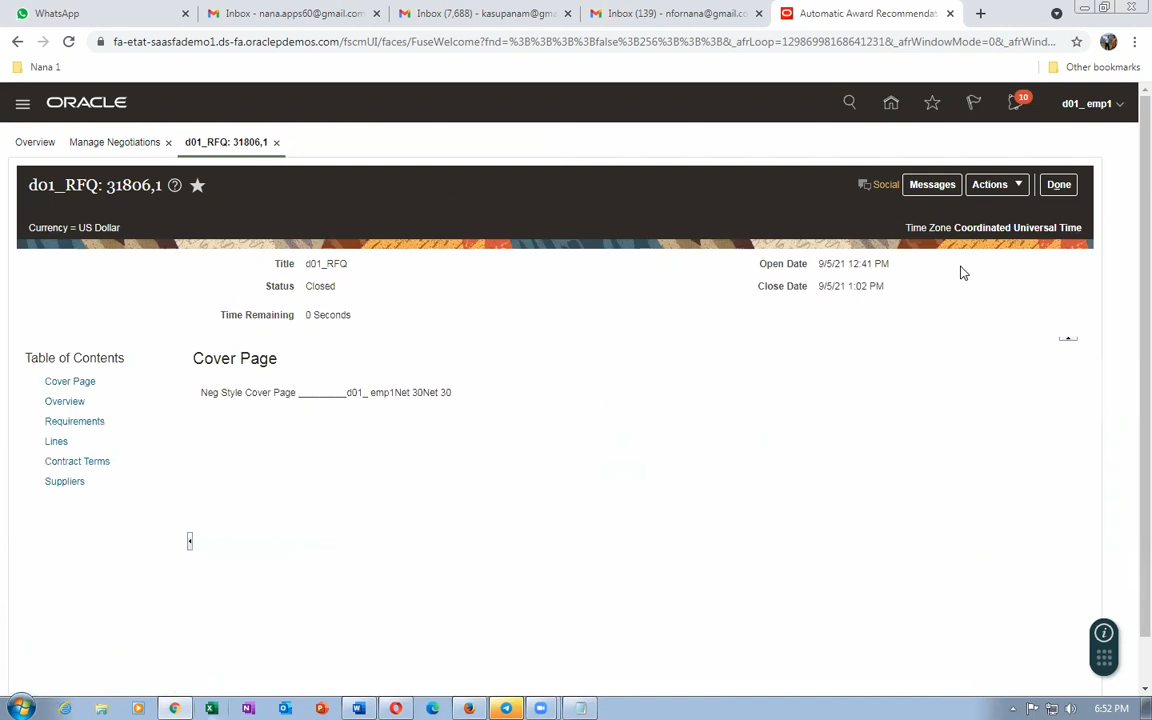 WhatsApp
Inbox - nana.apps60@gmail.com
Inbox (7,688) - kasupanam@gma
Inbox (139) - nfornana@gmail.co
Automatic Award Recommendat
fa-etat-saasfademo1.ds-fa.oraclepdemos.com/fscmUI/faces/FuseWelcome?fnd=%3B%3B%3B%3Bfalse%3B256%3B%3B%3B&_afrLoop=12986998168641231&_afrWindowMode=0&_afrWind...
Nana 1
Other bookmarks
ORACLE
10
d01_ emp1
Overview
Manage Negotiations
d01_RFQ: 31806,1
d01_RFQ: 31806,1
Social
Messages
Actions
Done
Currency = US Dollar
Time Zone Coordinated Universal Time
Title d01_RFQ
Open Date 9/5/21 12:41 PM
Status Closed
Close Date 9/5/21 1:02 PM
Time Remaining 0 Seconds
Table of Contents
Cover Page
Overview
Requirements
Lines
Contract Terms
Suppliers
Cover Page
Neg Style Cover Page _________d01_ emp1Net 30Net 30
6:52 PM